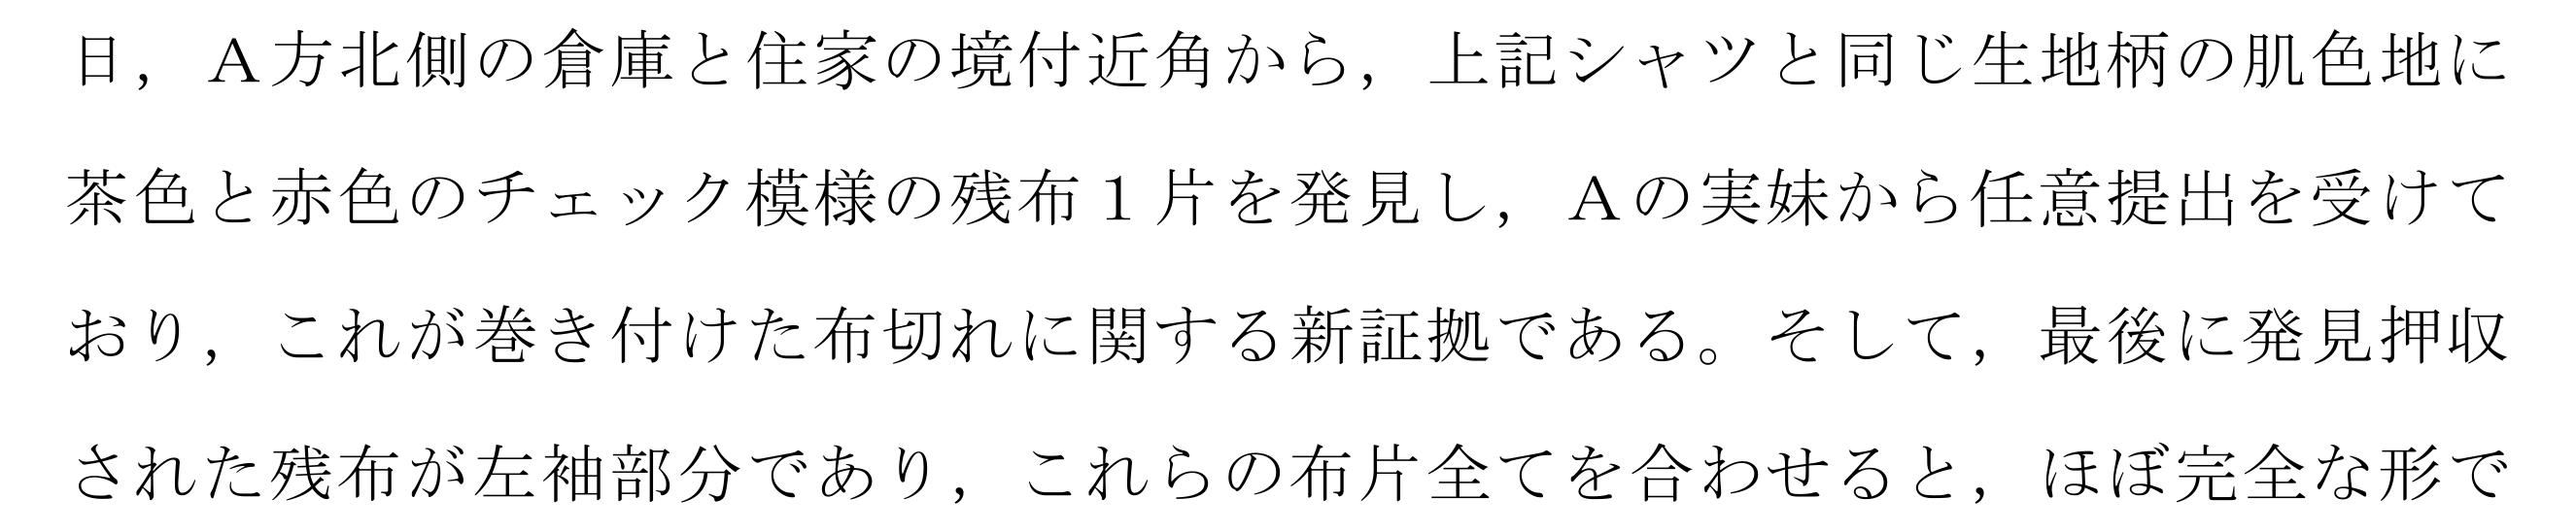 日，Ａ方北側の倉庫と住家の境付近角から，上記シャツと同じ生地柄の肌色地に
茶色と赤色のチェック模様の残布１片を発見し，Ａの実妹から任意提出を受けて
おり，これが巻き付けた布切れに関する新証拠である。そして，最後に発見押収
された残布が左袖部分であり，これらの布片全てを合わせると，ほぼ完全な形で